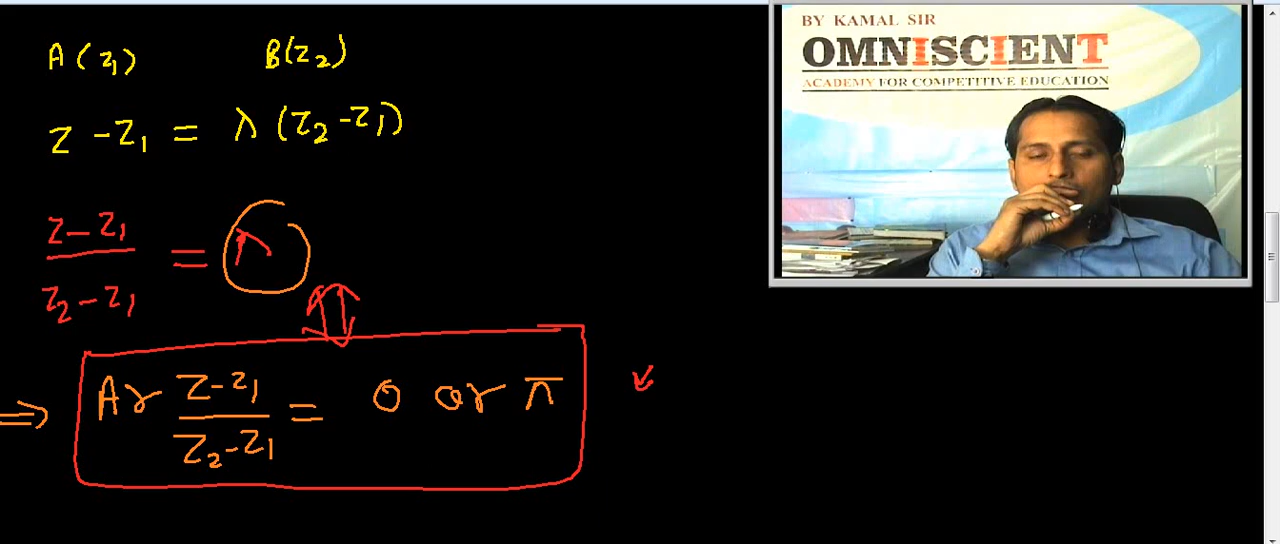 A(z₁) B(z₂)
z - z₁ = λ (z₂ - z₁)
z - z₁ / z₂ - z₁ = λ
⇒ Ar z - z₁ / z₂ - z₁ = 0 or π
BY KAMAL SIR
OMNISCIENT
ACADEMY FOR COMPETITIVE EDUCATION